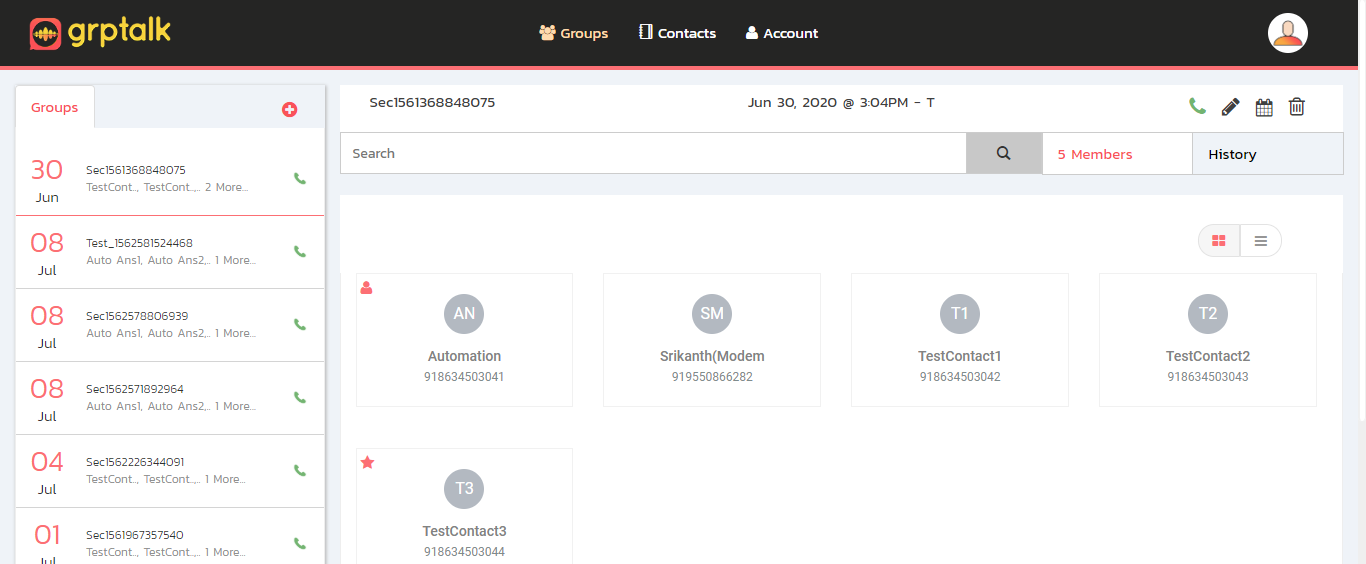 grptalk
Groups
Contacts
Account
Groups
30
Jun
Sec1561368848075
TestCont.., TestCont..,.. 2 More...
08
Jul
Test_1562581524468
Auto Ans1, Auto Ans2,.. 1 More...
08
Jul
Sec1562578806939
Auto Ans1, Auto Ans2,.. 1 More...
08
Jul
Sec1562571892964
Auto Ans1, Auto Ans2,.. 1 More...
04
Jul
Sec1562226344091
TestCont.., TestCont..,.. 1 More...
01
Jul
Sec1561967357540
TestCont.., TestCont..,.. 1 More...
Sec1561368848075
Jun 30, 2020 @ 3:04PM - T
Search
5 Members
History
AN
Automation
918634503041
SM
Srikanth(Modem
919550866282
T1
TestContact1
918634503042
T2
TestContact2
918634503043
T3
TestContact3
918634503044